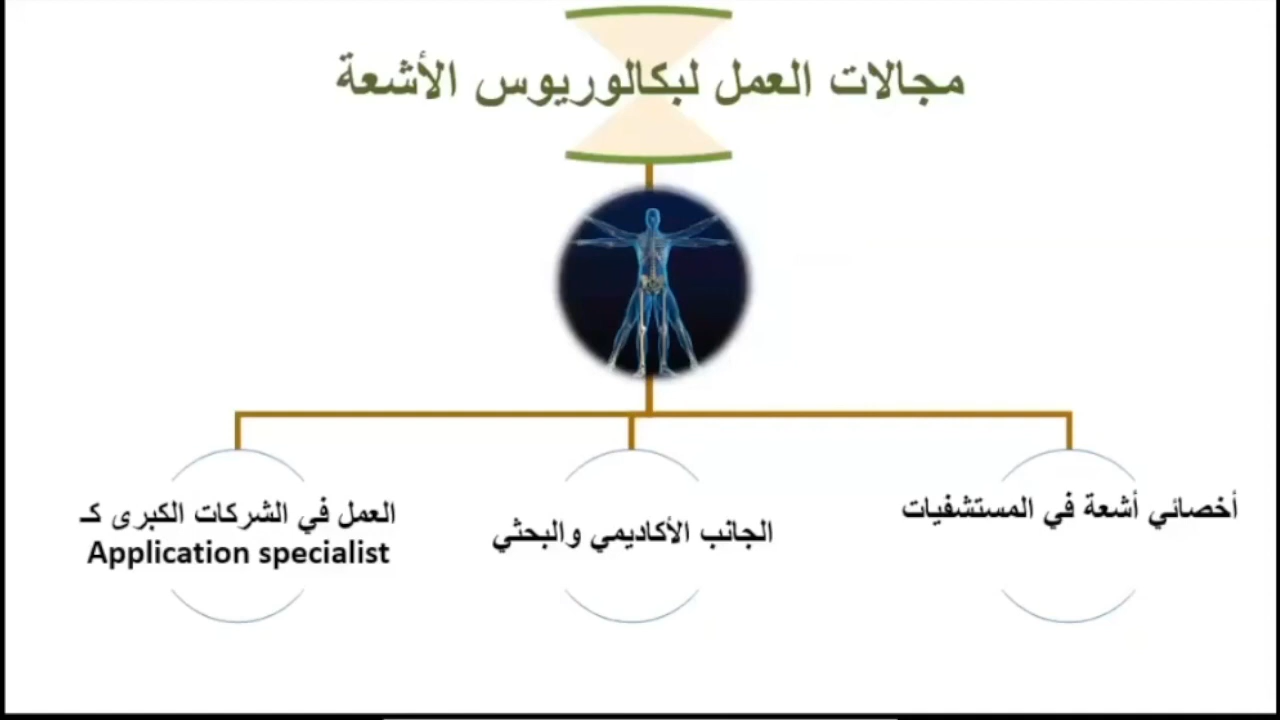 مجالات العمل لبكالوريوس الأشعة
أخصائي أشعة في المستشفيات
الجانب الأكاديمي والبحثي
العمل في الشركات الكبرى كـ
Application specialist